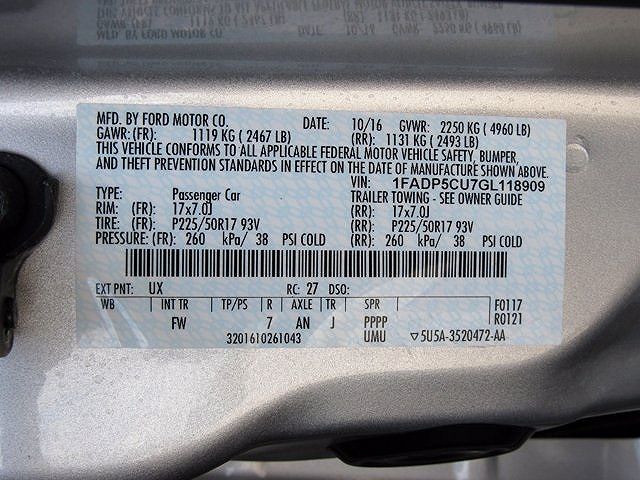 MFD. BY FORD MOTOR CO. DATE: 10/16 GVWR: 2250 KG ( 4960 LB)
GAWR: (FR): 1119 KG ( 2467 LB) (RR): 1131 KG ( 2493 LB)
THIS VEHICLE CONFORMS TO ALL APPLICABLE FEDERAL MOTOR VEHICLE SAFETY, BUMPER,
AND THEFT PREVENTION STANDARDS IN EFFECT ON THE DATE OF MANUFACTURE SHOWN ABOVE.
VIN: 1FADP5CU7GL118909
TYPE: Passenger Car TRAILER TOWING - SEE OWNER GUIDE
RIM: (FR): 17x7.0J (RR): 17x7.0J
TIRE: (FR): P225/50R17 93V (RR): P225/50R17 93V
PRESSURE: (FR): 260 kPa/ 38 PSI COLD (RR): 260 kPa/ 38 PSI COLD
EXT PNT: UX RC: 27 DSO:
WB INT TR TP/PS R AXLE TR SPR F0117
FW 7 AN J PPPP R0121
3201610261043 UMU ▽5U5A-3520472-AA